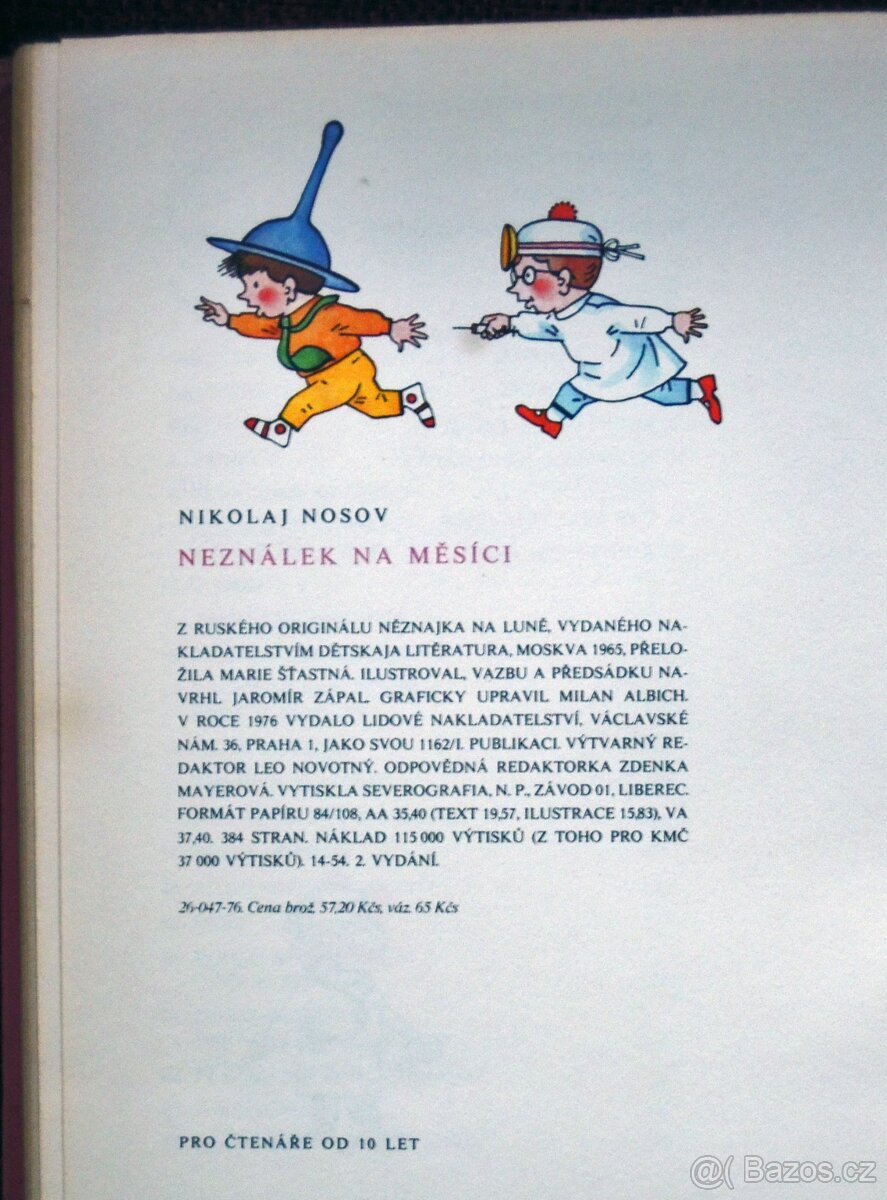 NIKOLAJ NOSOV
NEZNÁLEK NA MĚSÍCI
Z RUSKÉHO ORIGINÁLU NĚZNAJKA NA LUNĚ, VYDANÉHO NA-
KLADATELSTVÍM DĚTSKAJA LITĚRATURA, MOSKVA 1965, PŘELO-
ŽILA MARIE ŠŤASTNÁ. ILUSTROVAL, VAZBU A PŘEDSÁDKU NA-
VRHL JAROMÍR ZÁPAL. GRAFICKY UPRAVIL MILAN ALBICH.
V ROCE 1976 VYDALO LIDOVÉ NAKLADATELSTVÍ, VÁCLAVSKÉ
NÁM. 36, PRAHA 1, JAKO SVOU 1162/I. PUBLIKACI. VÝTVARNÝ RE-
DAKTOR LEO NOVOTNÝ. ODPOVĚDNÁ REDAKTORKA ZDENKA
MAYEROVÁ. VYTISKLA SEVEROGRAFIA, N. P., ZÁVOD 01, LIBEREC.
FORMÁT PAPÍRU 84/108, AA 35,40 (TEXT 19,57, ILUSTRACE 15,83), VA
37,40. 384 STRAN. NÁKLAD 115 000 VÝTISKŮ (Z TOHO PRO KMČ
37 000 VÝTISKŮ). 14-54. 2. VYDÁNÍ.
26-047-76. Cena brož. 57,20 Kčs, váz. 65 Kčs
PRO ČTENÁŘE OD 10 LET
@( Bazos.cz